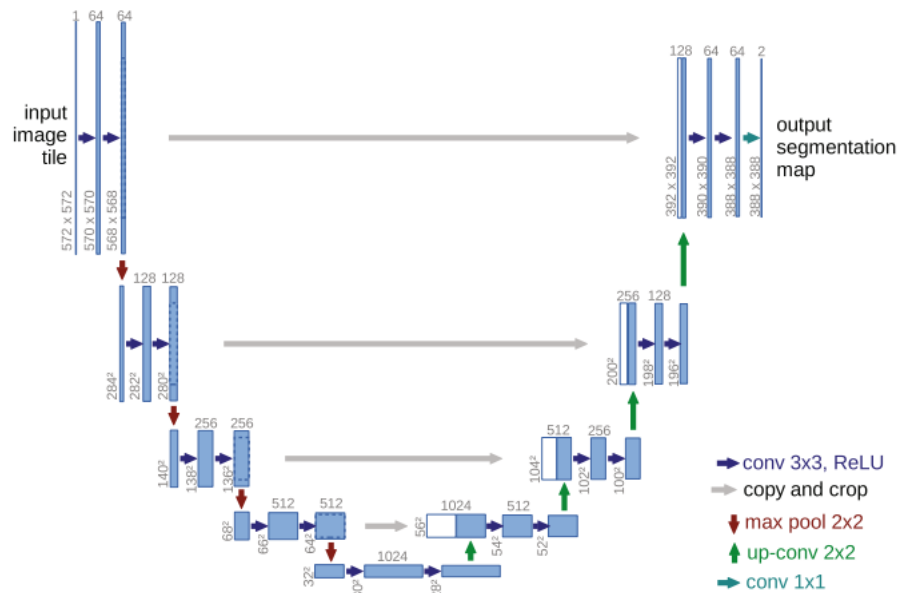 1 64 64
input
image
tile
572 x 572
570 x 570
568 x 568
128 64 64 2
output
segmentation
map
392 x 392
390 x 390
388 x 388
388 x 388
128 128
284²
282²
280²
256 128
200²
198²
196²
256 256
140²
138²
136²
512 256
104²
102²
100²
512 512
68²
66²
64²
1024 512
56²
54²
52²
1024
32²
conv 3x3, ReLU
copy and crop
max pool 2x2
up-conv 2x2
conv 1x1